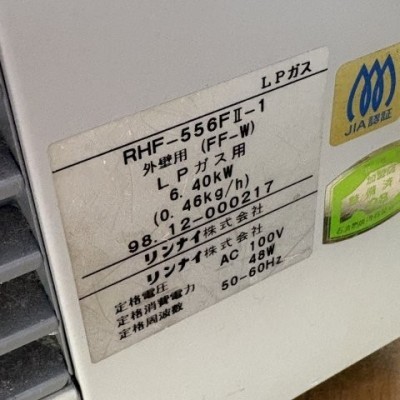 LPガス
RHF-556FⅡ-1
外壁用 (FF-W)
LPガス用
6.40kW
(0.46kg/h)
98.12-000217
リンナイ株式会社
リンナイ株式会社
定格電圧 AC 100V
定格消費電力 48W
定格周波数 50-60Hz
JIA認証